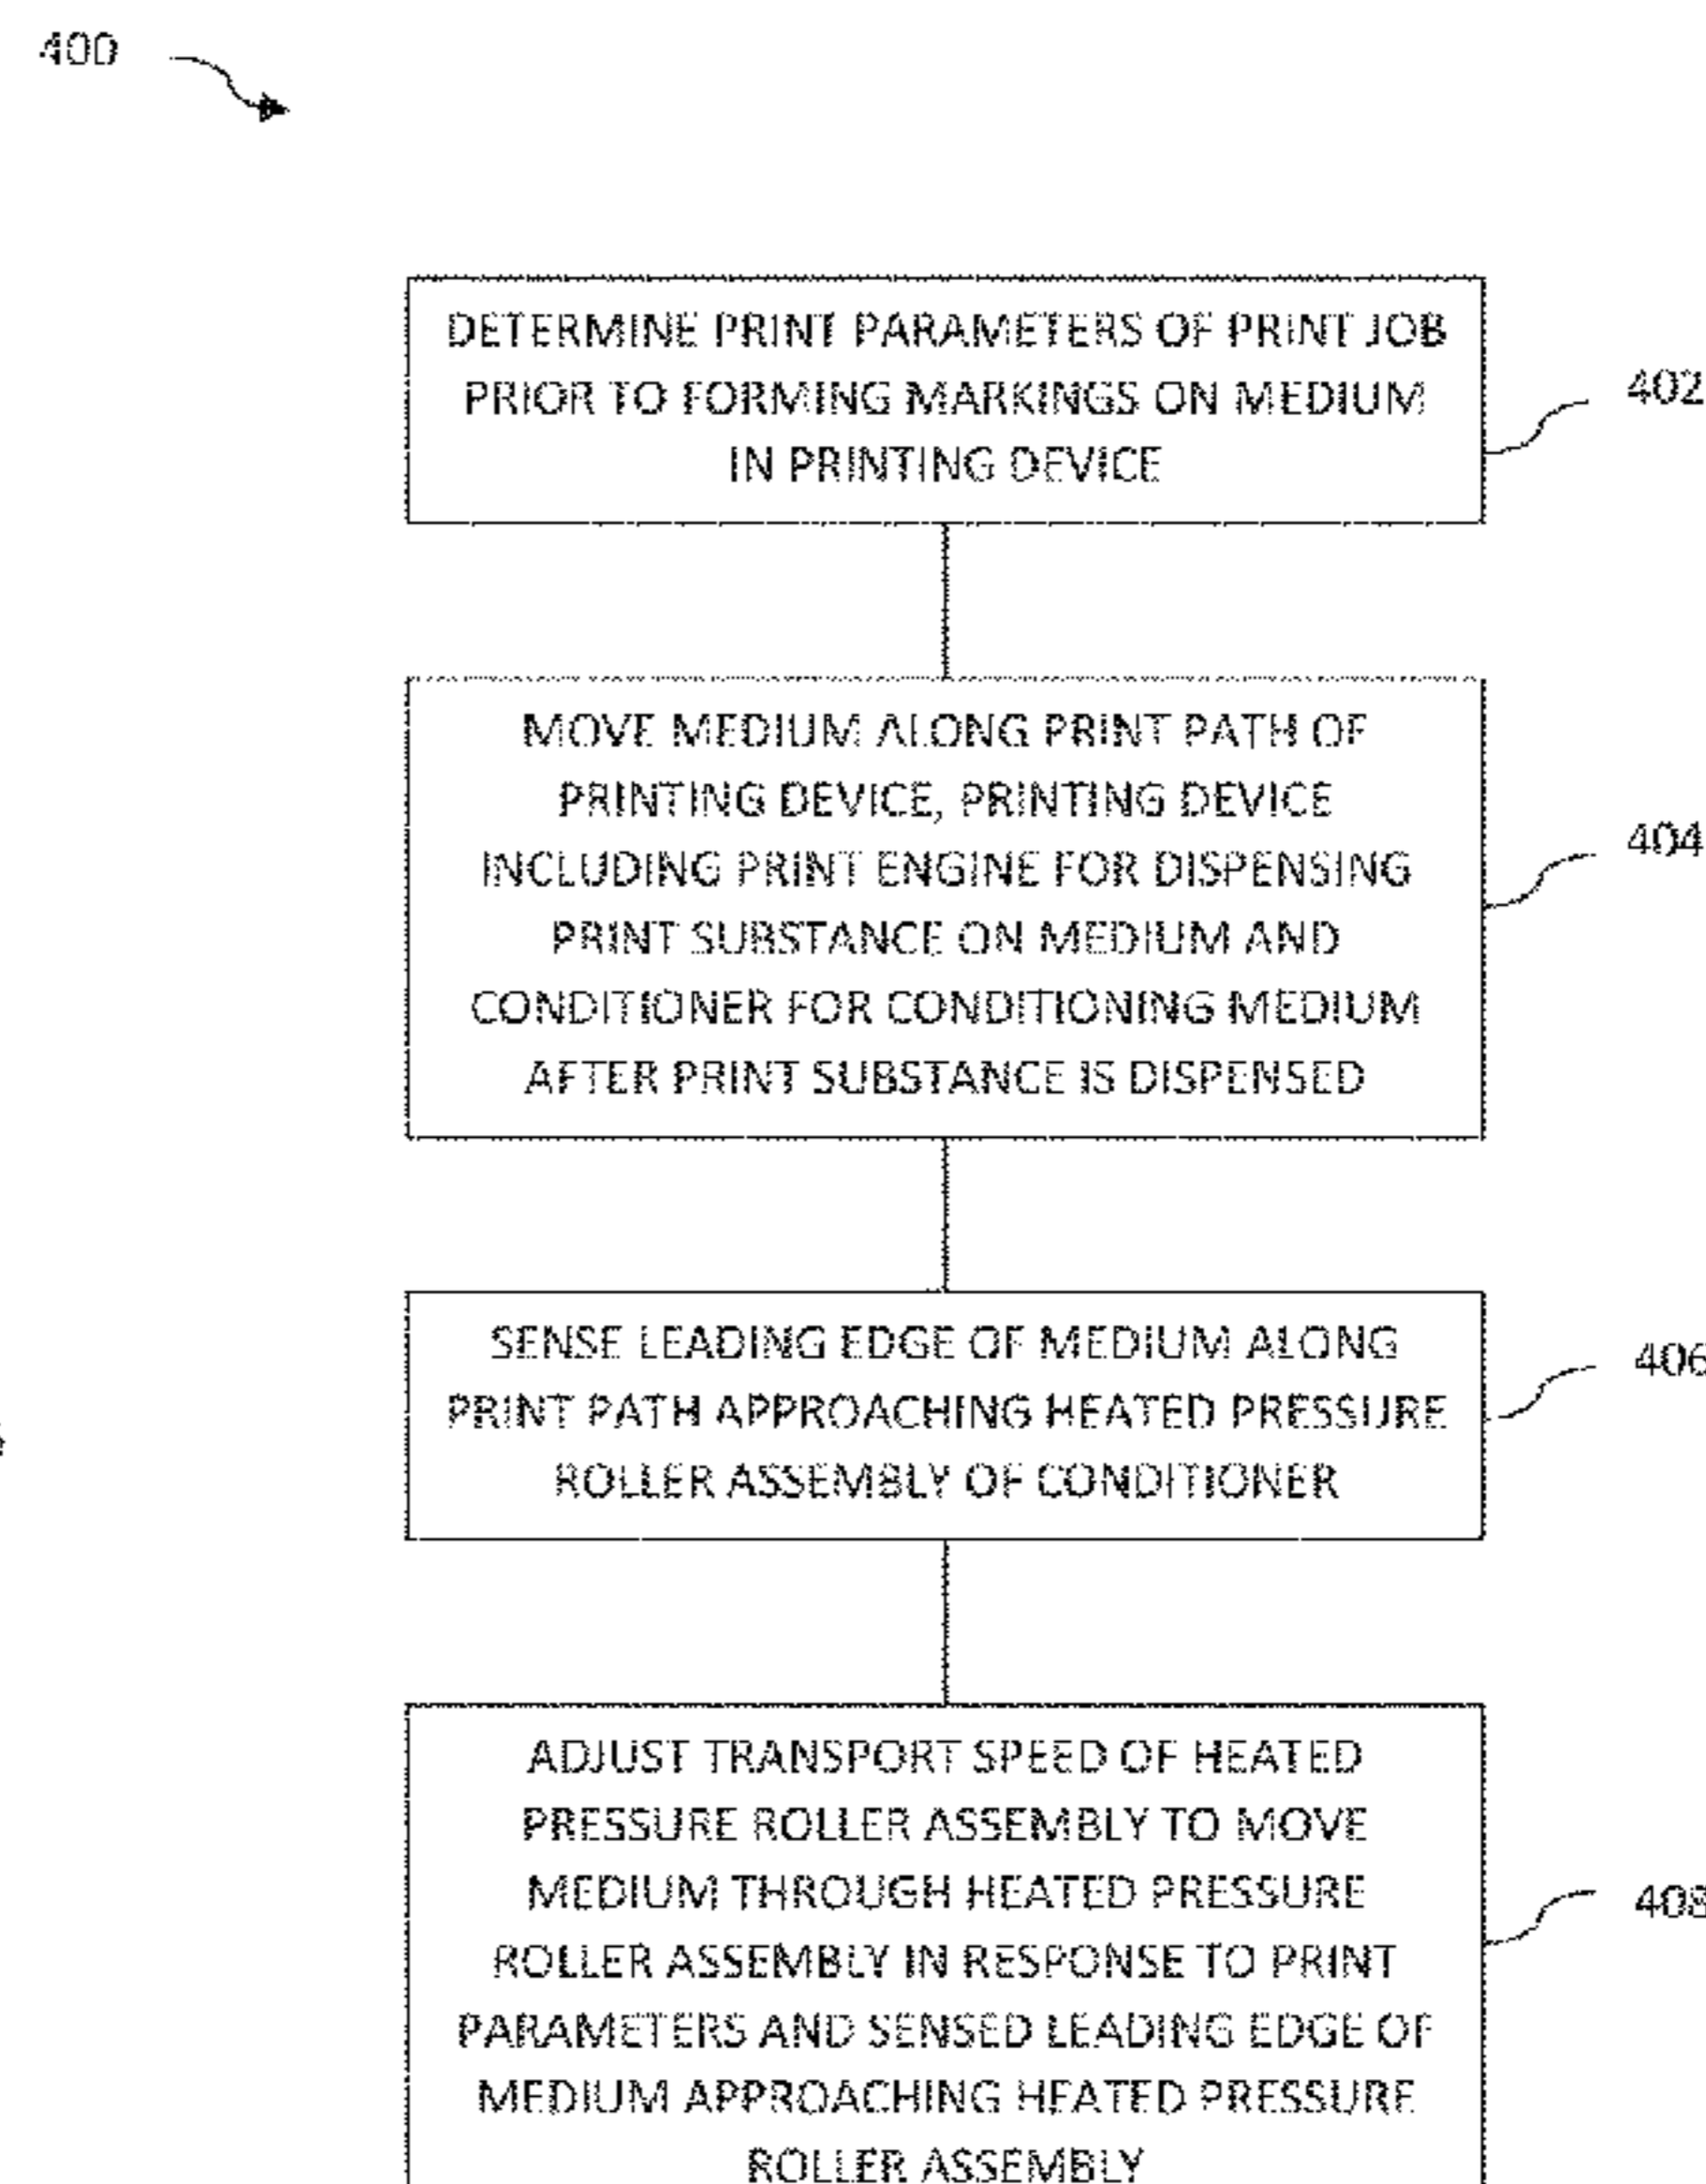 400
DETERMINE PRINT PARAMETERS OF PRINT JOB
PRIOR TO FORMING MARKINGS ON MEDIUM
IN PRINTING DEVICE
402
MOVE MEDIUM ALONG PRINT PATH OF
PRINTING DEVICE, PRINTING DEVICE
INCLUDING PRINT ENGINE FOR DISPENSING
PRINT SUBSTANCE ON MEDIUM AND
CONDITIONER FOR CONDITIONING MEDIUM
AFTER PRINT SUBSTANCE IS DISPENSED
404
SENSE LEADING EDGE OF MEDIUM ALONG
PRINT PATH APPROACHING HEATED PRESSURE
ROLLER ASSEMBLY OF CONDITIONER
406
ADJUST TRANSPORT SPEED OF HEATED
PRESSURE ROLLER ASSEMBLY TO MOVE
MEDIUM THROUGH HEATED PRESSURE
ROLLER ASSEMBLY IN RESPONSE TO PRINT
PARAMETERS AND SENSED LEADING EDGE OF
MEDIUM APPROACHING HEATED PRESSURE
ROLLER ASSEMBLY
408